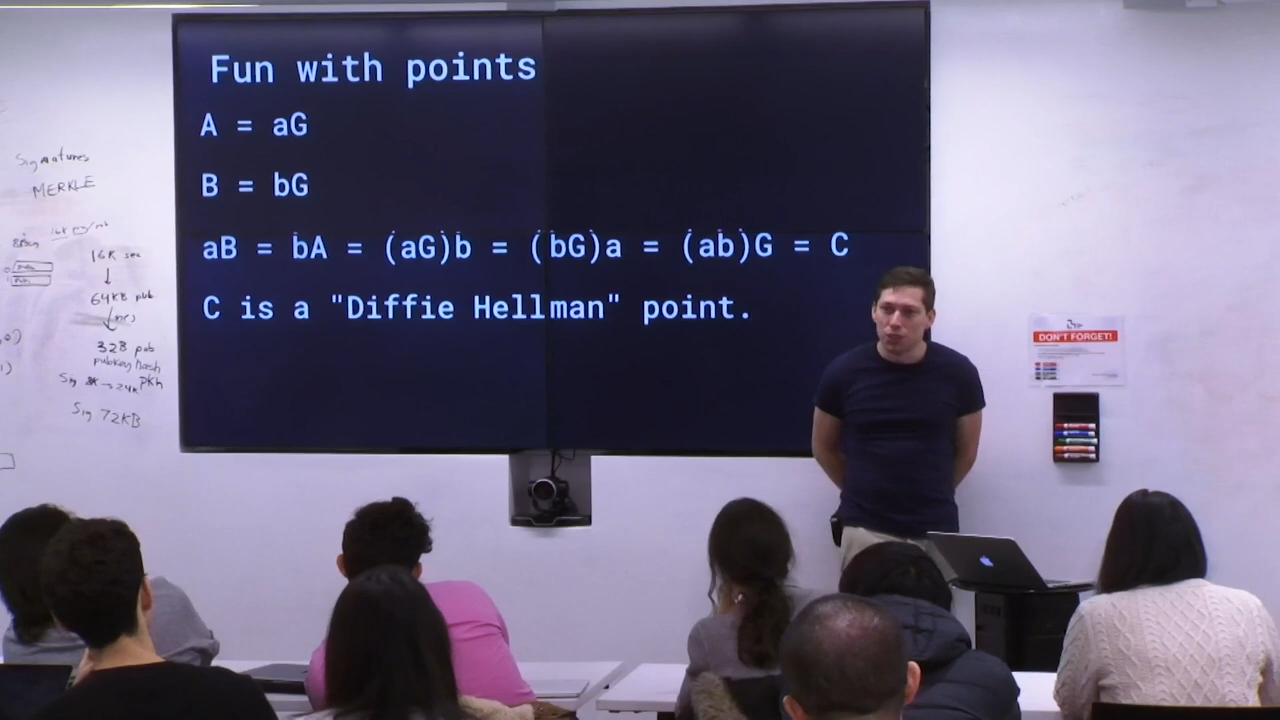 Fun with points
A = aG
B = bG
aB = bA = (aG)b = (bG)a = (ab)G = C
C is a "Diffie Hellman" point.
Signatures
MERKLE
16K sec
64KB pub
32B pub
pubkey hash
pkh
Sig 72KB
DON'T FORGET!